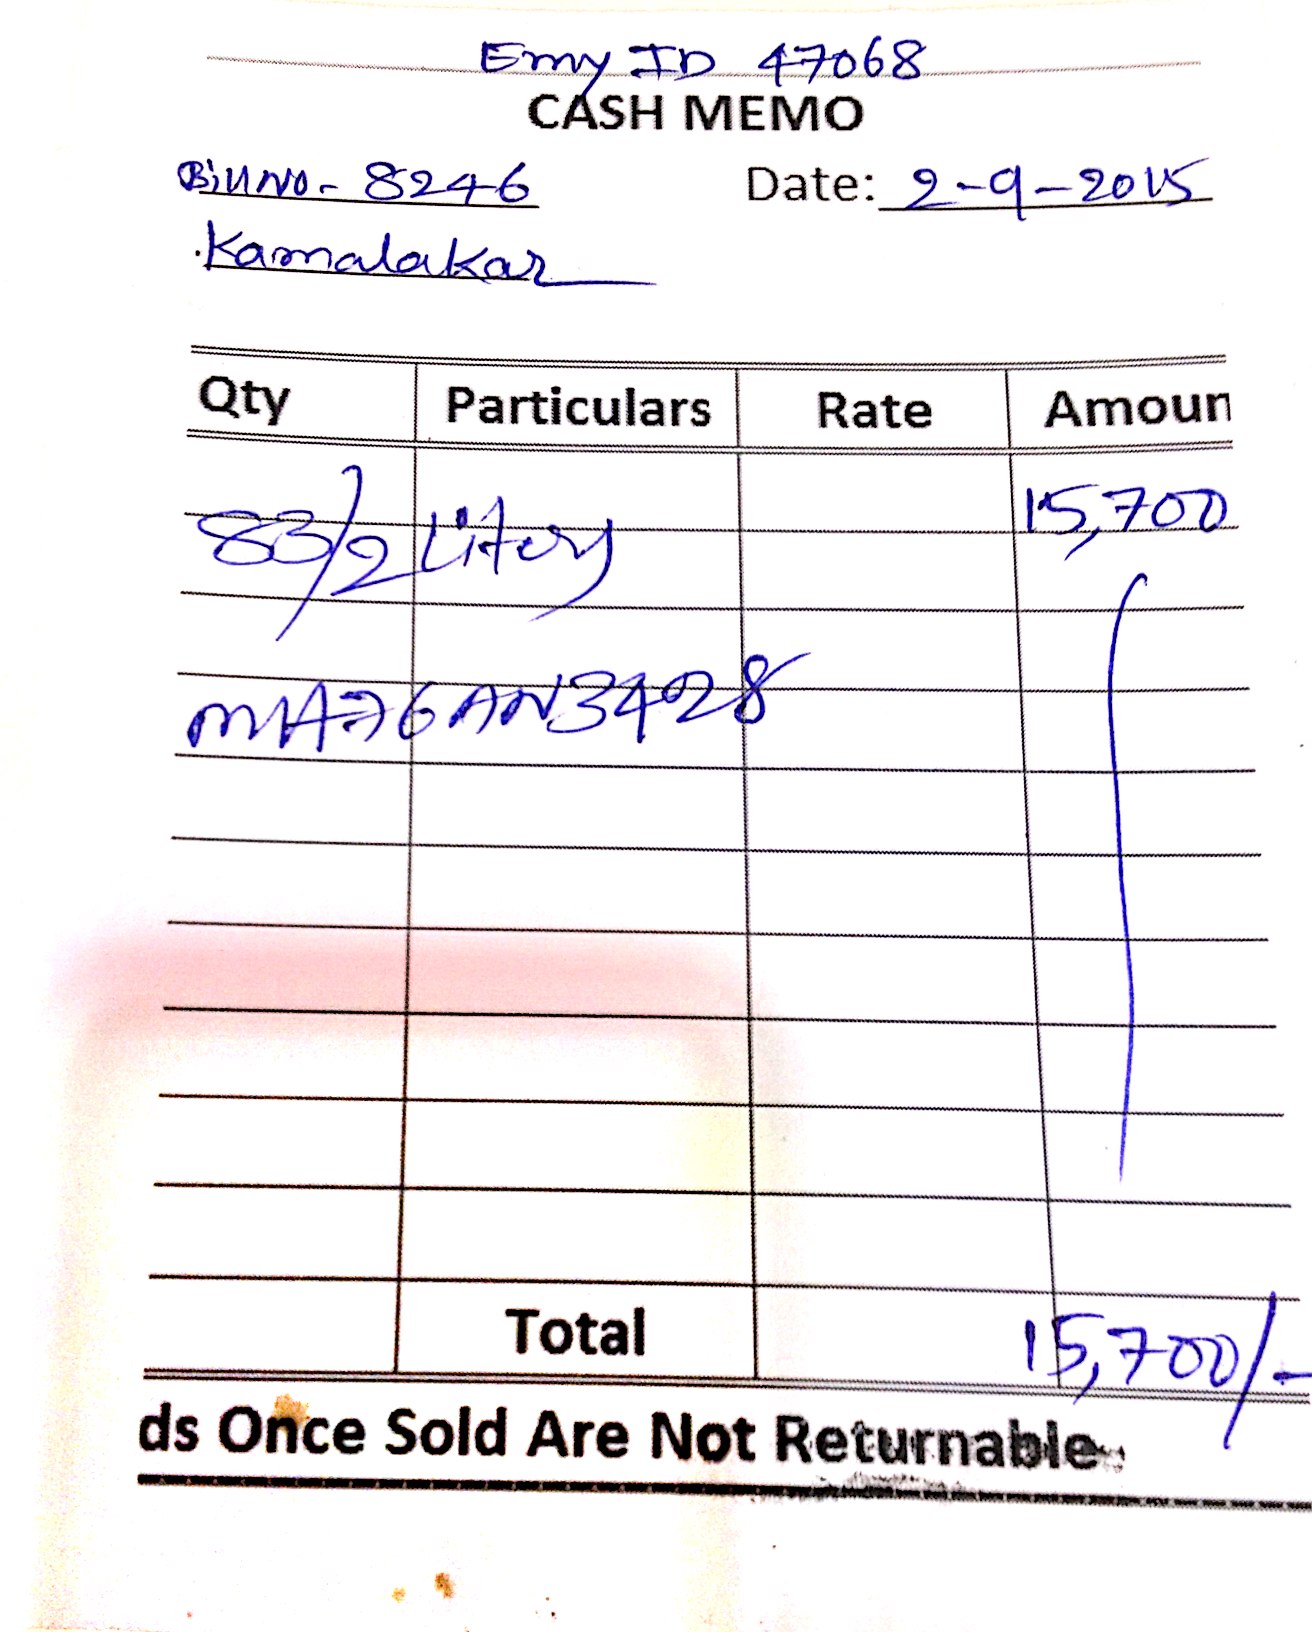 Emy ID 47068
CASH MEMO
Bill No - 8246 Date: 2-9-2015
Kamalakar
Qty Particulars Rate Amoun
83/2 Liters 15,700
MA76AN3428
Total 15,700/-
ds Once Sold Are Not Returnable